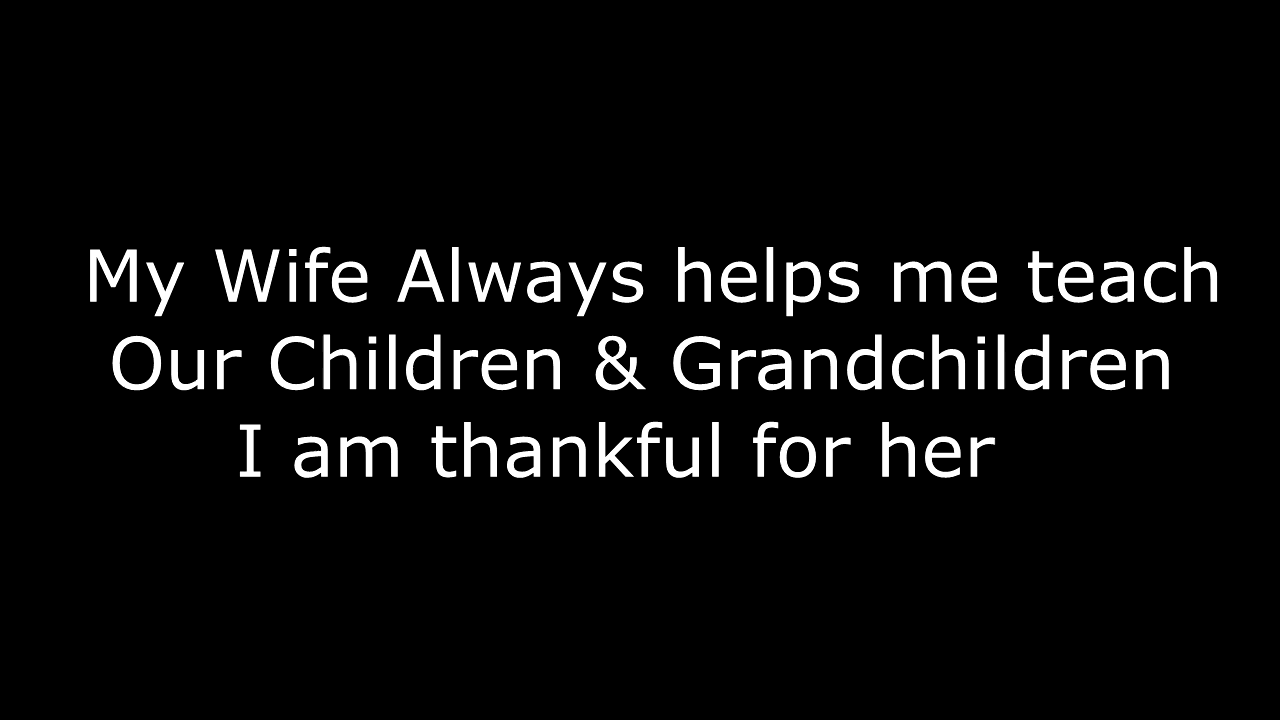 My Wife Always helps me teach
Our Children & Grandchildren
I am thankful for her